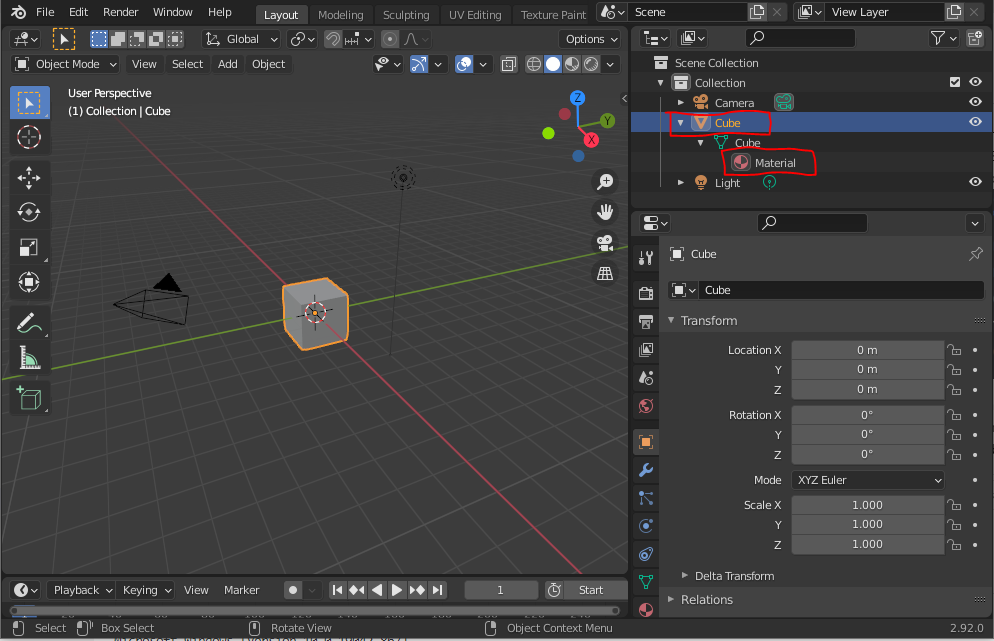 File Edit Render Window Help Layout Modeling Sculpting UV Editing Texture Paint Scene View Layer
Global Options
Object Mode View Select Add Object
User Perspective
(1) Collection | Cube
Z
Y
X
Scene Collection
Collection
Camera
Cube
Cube
Material
Light
Cube
Cube
Transform
Location X 0 m
Y 0 m
Z 0 m
Rotation X 0°
Y 0°
Z 0°
Mode XYZ Euler
Scale X 1.000
Y 1.000
Z 1.000
Delta Transform
Relations
Playback Keying View Marker 1 Start
Select Box Select Rotate View Object Context Menu 2.92.0